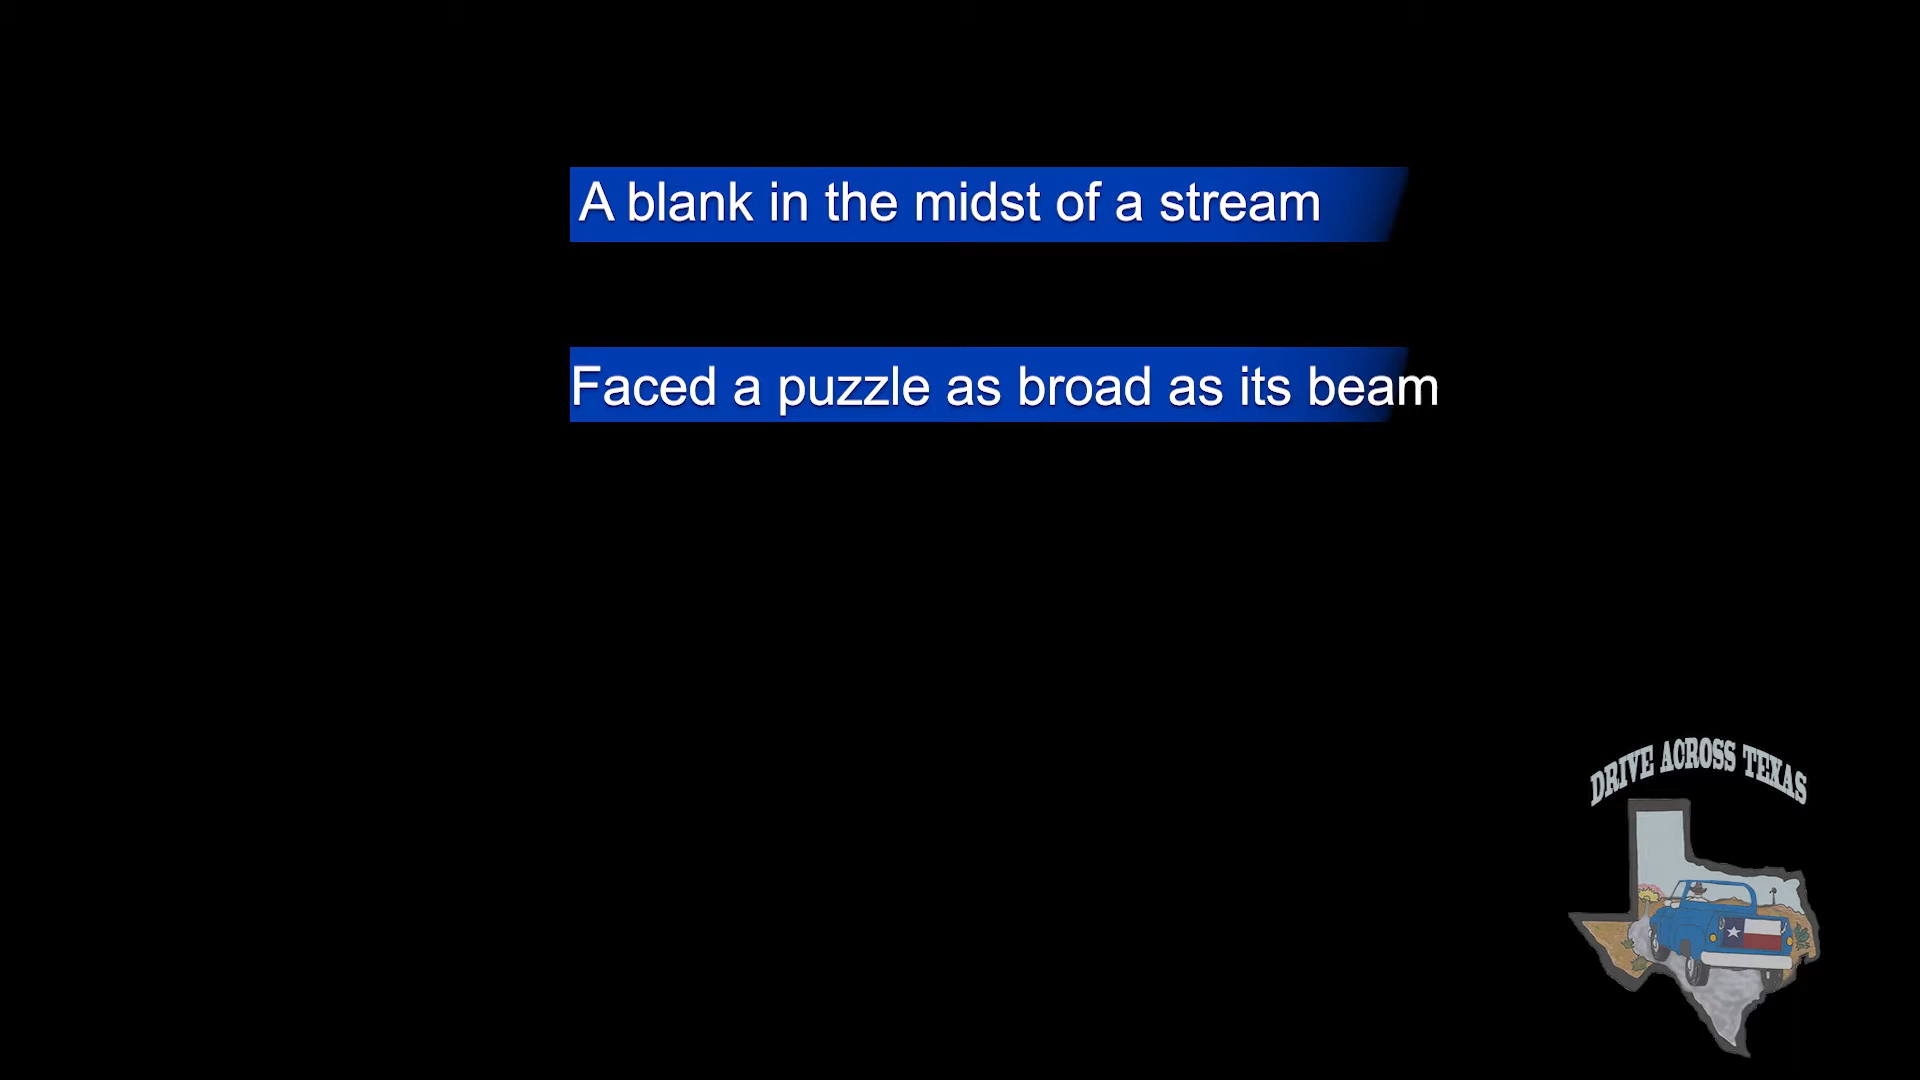 A blank in the midst of a stream
Faced a puzzle as broad as its beam
DRIVE ACROSS TEXAS